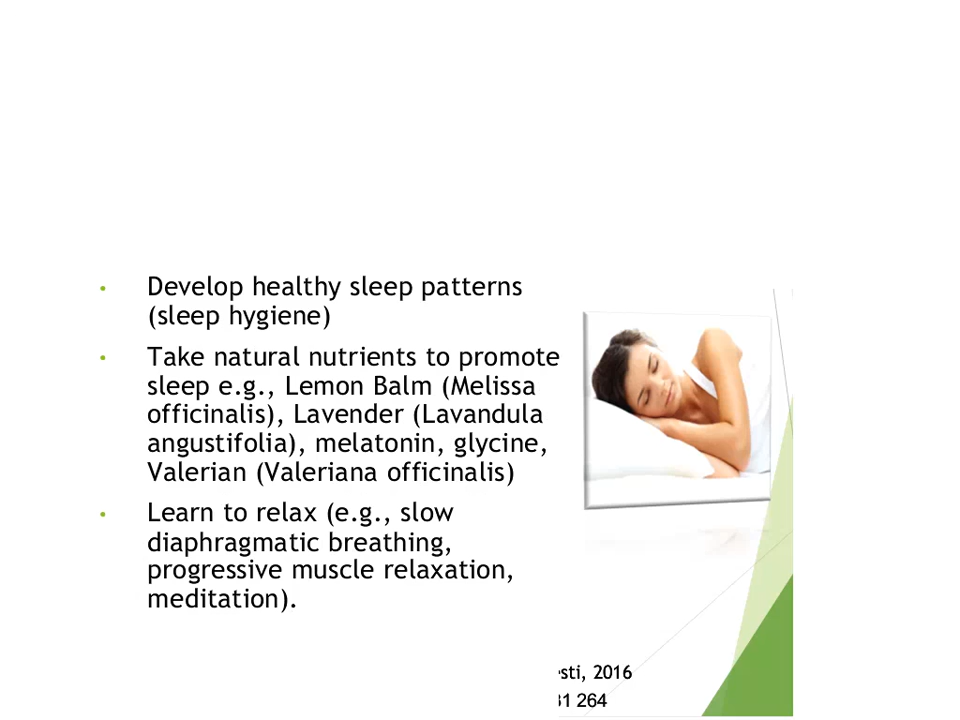 Develop healthy sleep patterns
(sleep hygiene)
Take natural nutrients to promote
sleep e.g., Lemon Balm (Melissa
officinalis), Lavender (Lavandula
angustifolia), melatonin, glycine,
Valerian (Valeriana officinalis)
Learn to relax (e.g., slow
diaphragmatic breathing,
progressive muscle relaxation,
meditation).
2016
264